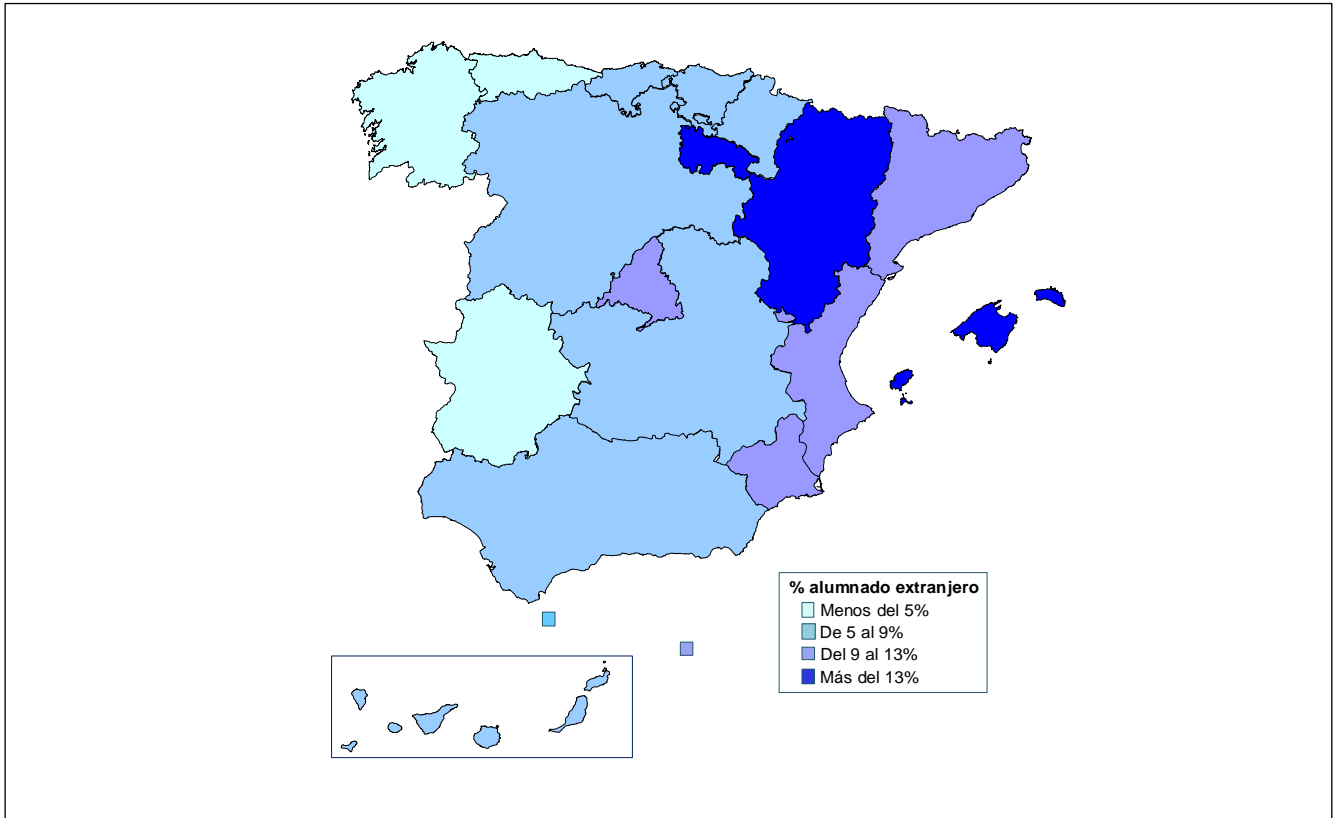 % alumnado extranjero
Menos del 5%
De 5 al 9%
Del 9 al 13%
Más del 13%